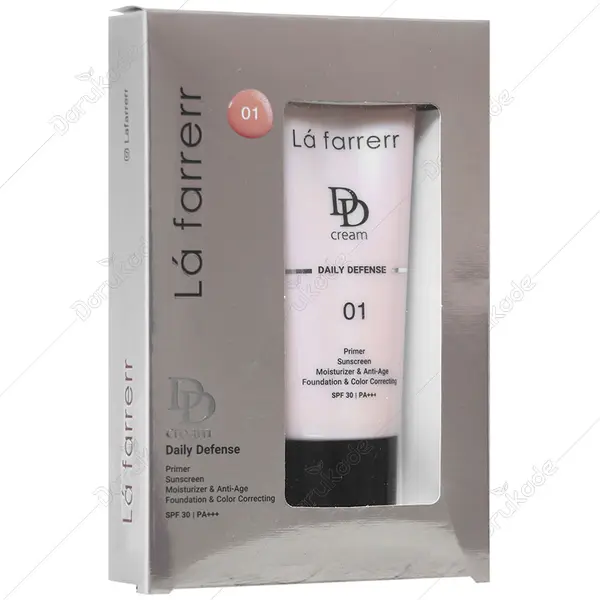 Lafarrerr
Lá farrerr
Lá farrerr
01
DD
cream
Daily Defense
Primer
Sunscreen
Moisturizer & Anti-Age
Foundation & Color Correcting
SPF 30 | PA+++
Lá farrerr
DD
cream
DAILY DEFENSE
01
Primer
Sunscreen
Moisturizer & Anti-Age
Foundation & Color Correcting
SPF 30 | PA+++
Darukade